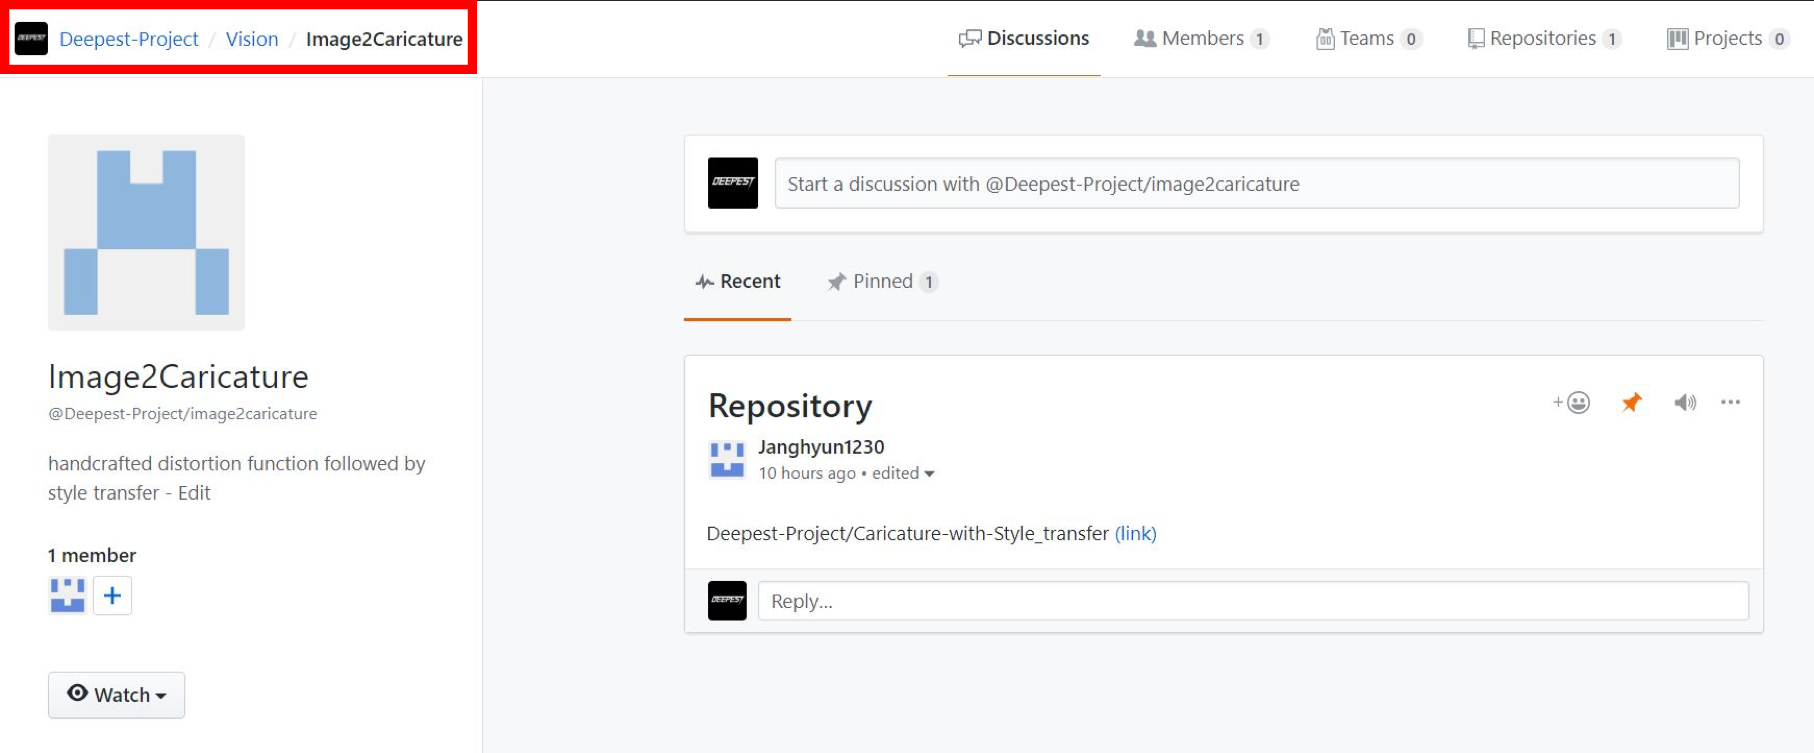 DEEPEST Deepest-Project / Vision / Image2Caricature
Discussions Members 1 Teams 0 Repositories 1 Projects 0
DEEPEST Start a discussion with @Deepest-Project/image2caricature
Recent Pinned 1
Image2Caricature
@Deepest-Project/image2caricature
handcrafted distortion function followed by
style transfer - Edit
1 member
+
Watch
Repository
+
Janghyun1230
10 hours ago • edited
Deepest-Project/Caricature-with-Style_transfer (link)
DEEPEST Reply...